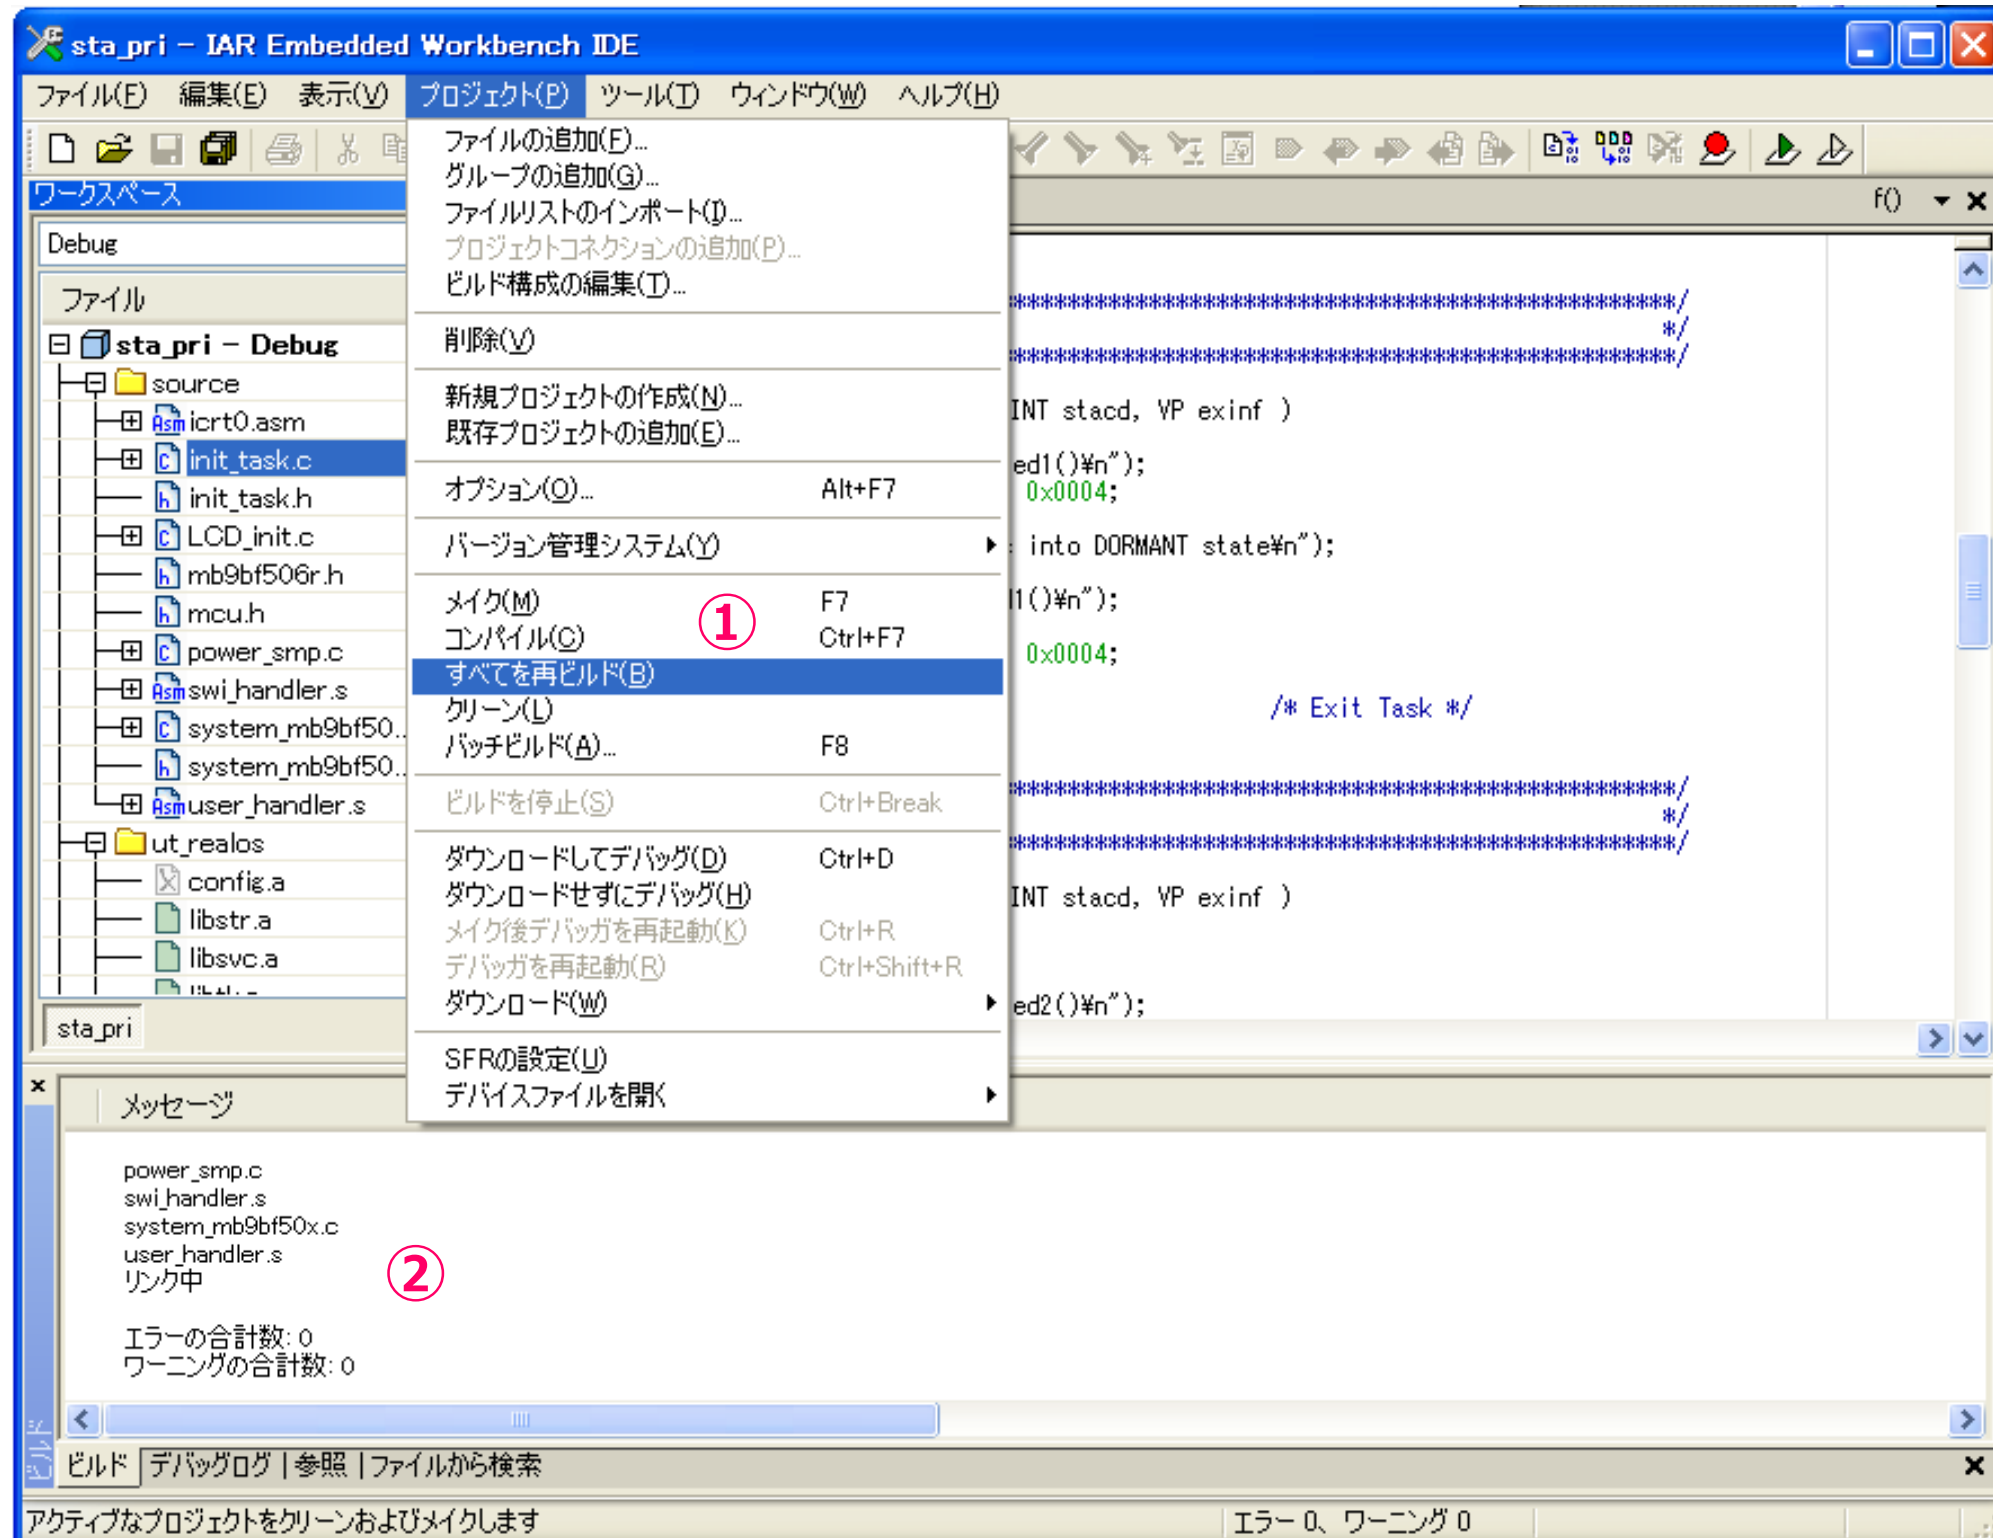 sta_pri - IAR Embedded Workbench IDE
ファイル(F) 編集(E) 表示(V) プロジェクト(P) ツール(T) ウィンドウ(W) ヘルプ(H)
ワークスペース
Debug
ファイル
sta_pri - Debug
source
icrt0.asm
init_task.c
init_task.h
LCD_init.c
mb9bf506r.h
mcu.h
power_smp.c
swi_handler.s
system_mb9bf50...
system_mb9bf50...
user_handler.s
ut_realos
config.a
libstr.a
libsvc.a
sta_pri
ファイルの追加(F)...
グループの追加(G)...
ファイルリストのインポート(I)...
プロジェクトコネクションの追加(P)...
ビルド構成の編集(T)...
削除(V)
新規プロジェクトの作成(N)...
既存プロジェクトの追加(E)...
オプション(O)... Alt+F7
バージョン管理システム(Y)
メイク(M) F7
①
コンパイル(C) Ctrl+F7
すべてを再ビルド(B)
クリーン(L)
バッチビルド(A)... F8
ビルドを停止(S) Ctrl+Break
ダウンロードしてデバッグ(D) Ctrl+D
ダウンロードせずにデバッグ(H)
メイク後デバッガを再起動(K) Ctrl+R
デバッガを再起動(R) Ctrl+Shift+R
ダウンロード(W)
SFRの設定(U)
デバイスファイルを開く
f()
*/
INT stacd, VP exinf )
ed1()¥n");
0x0004;
into DORMANT state¥n");
1()¥n");
0x0004;
/* Exit Task */
*/
INT stacd, VP exinf )
ed2()¥n");
メッセージ
power_smp.c
swi_handler.s
system_mb9bf50x.c
user_handler.s
リンク中
②
エラーの合計数: 0
ワーニングの合計数: 0
ビルド
ビルド デバッグログ | 参照 | ファイルから検索
アクティブなプロジェクトをクリーンおよびメイクします
エラー 0、ワーニング 0